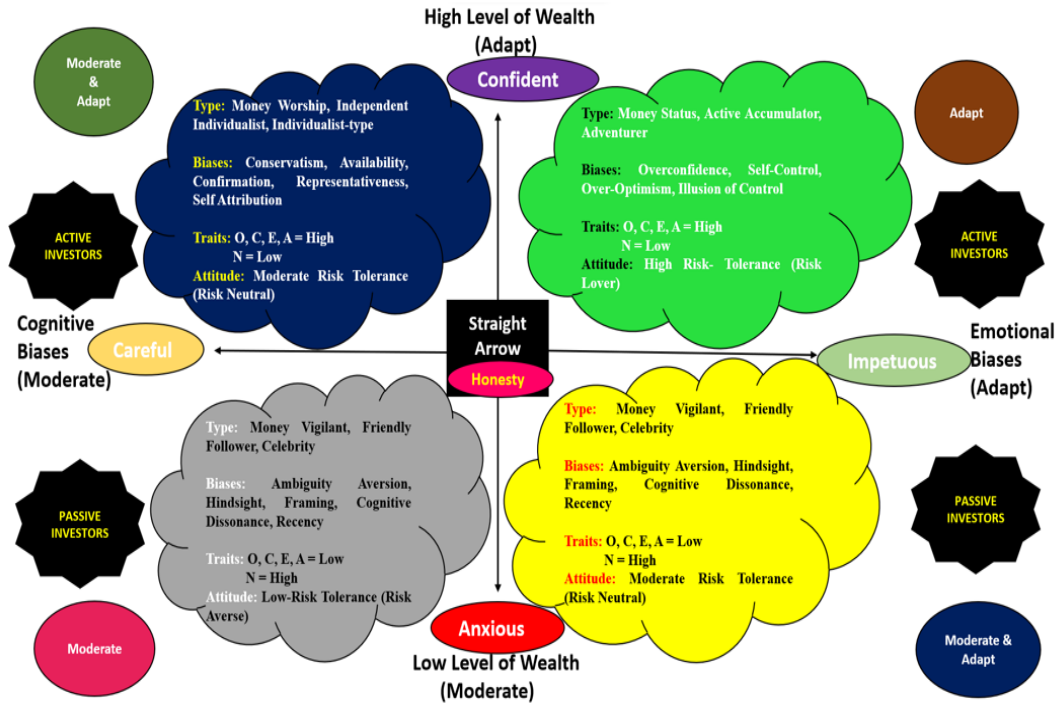 High Level of Wealth
(Adapt)
Confident
Moderate
&
Adapt
Adapt
Type: Money Worship, Independent
Individualist, Individualist-type
Biases: Conservatism, Availability,
Confirmation, Representativeness,
Self Attribution
Traits: O, C, E, A = High
N = Low
Attitude: Moderate Risk Tolerance
(Risk Neutral)
Type: Money Status, Active Accumulator,
Adventurer
Biases: Overconfidence, Self-Control,
Over-Optimism, Illusion of Control
Traits: O, C, E, A = High
N = Low
Attitude: High Risk- Tolerance (Risk
Lover)
ACTIVE
INVESTORS
ACTIVE
INVESTORS
Cognitive
Biases
(Moderate)
Careful
Straight
Arrow
Honesty
Impetuous
Emotional
Biases
(Adapt)
Type: Money Vigilant, Friendly
Follower, Celebrity
Biases: Ambiguity Aversion,
Hindsight, Framing, Cognitive
Dissonance, Recency
Traits: O, C, E, A = Low
N = High
Attitude: Low-Risk Tolerance (Risk
Averse)
Type: Money Vigilant, Friendly
Follower, Celebrity
Biases: Ambiguity Aversion, Hindsight,
Framing, Cognitive Dissonance,
Recency
Traits: O, C, E, A = Low
N = High
Attitude: Moderate Risk Tolerance
(Risk Neutral)
PASSIVE
INVESTORS
PASSIVE
INVESTORS
Moderate
Anxious
Moderate &
Adapt
Low Level of Wealth
(Moderate)